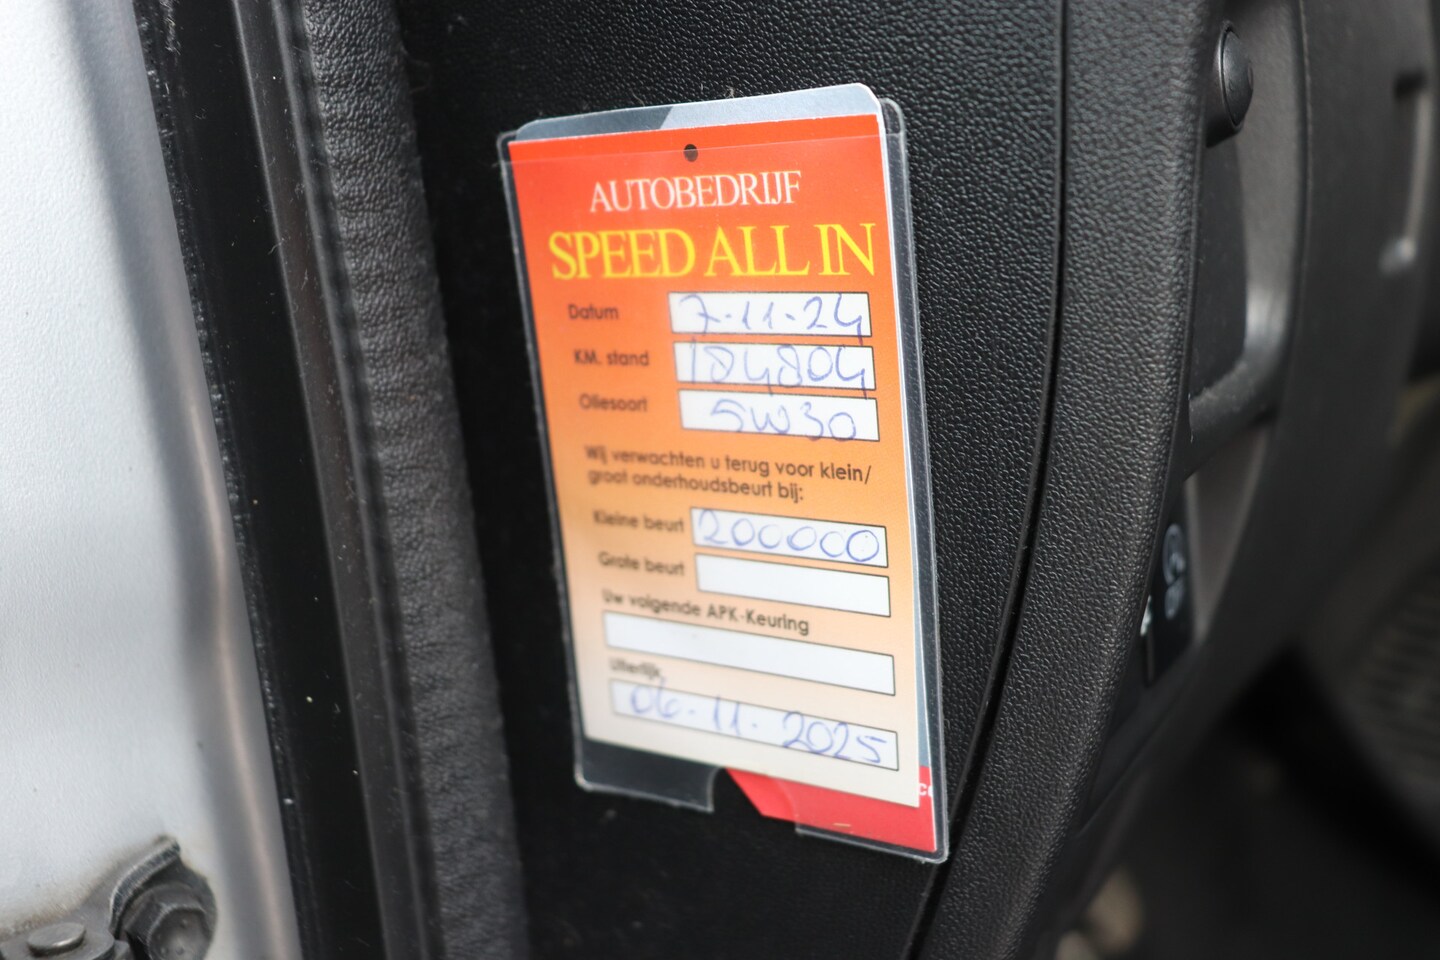 AUTOBEDRIJF
SPEED ALL IN
Datum 7-11-24
KM. stand 184804
Oliesoort 5W30
Wij verwachten u terug voor klein/
groot onderhoudsbeurt bij:
Kleine beurt 200000
Grote beurt
Uw volgende APK-Keuring
Uiterlijk
06-11-2025